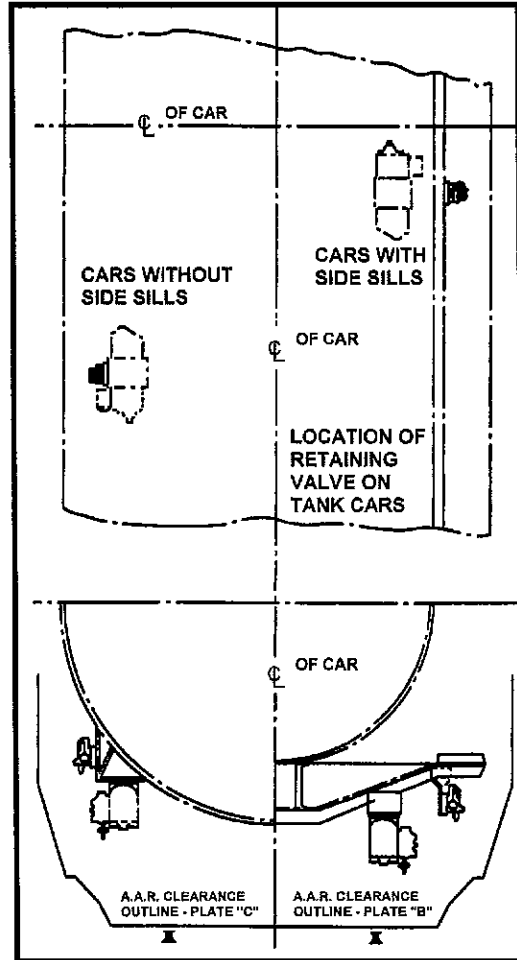 ℄ OF CAR
CARS WITH
SIDE SILLS
CARS WITHOUT
SIDE SILLS
℄ OF CAR
LOCATION OF
RETAINING
VALVE ON
TANK CARS
℄ OF CAR
A.A.R. CLEARANCE
OUTLINE - PLATE "C"
A.A.R. CLEARANCE
OUTLINE - PLATE "B"